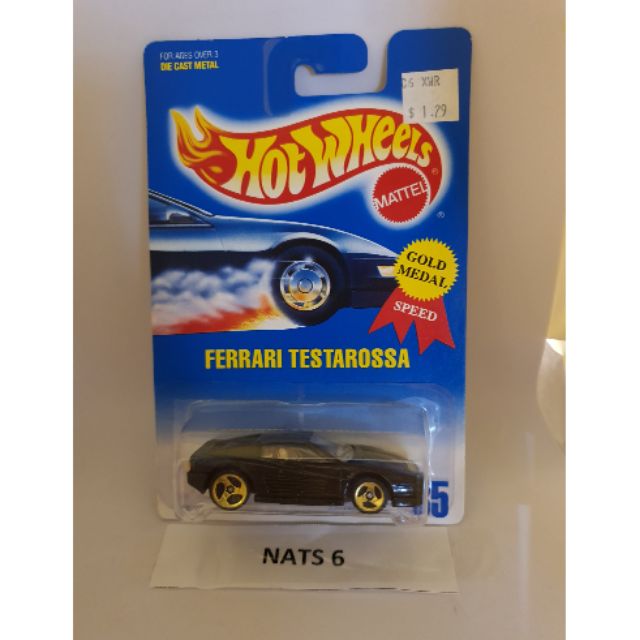 FOR AGES OVER 3
DIE CAST METAL
C6 XWR
$ 1.29
HOT WHEELS
®
MATTEL
®
GOLD
MEDAL
SPEED
FERRARI TESTAROSSA
NATS 6